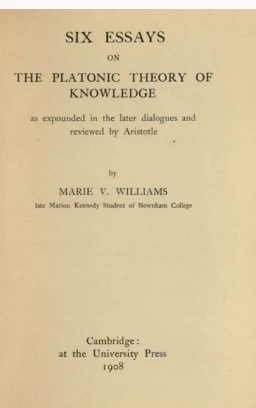 SIX ESSAYS
ON
THE PLATONIC THEORY OF
KNOWLEDGE
as expounded in the later dialogues and
reviewed by Aristotle
by
MARIE V. WILLIAMS
late Marion Kennedy Student of Newnham College
Cambridge:
at the University Press
1908